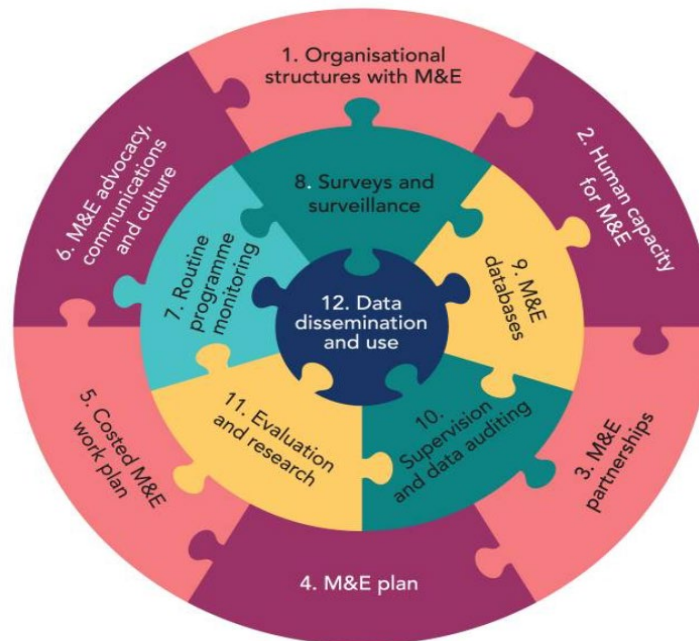 1. Organisational
structures with M&E
2. Human capacity
for M&E
3. M&E
partnerships
4. M&E plan
5. Costed M&E
work plan
6. M&E advocacy,
communications
and culture
7. Routine
programme
monitoring
8. Surveys and
surveillance
9. M&E
databases
10.
Supervision
and data auditing
11. Evaluation
and research
12. Data
dissemination
and use